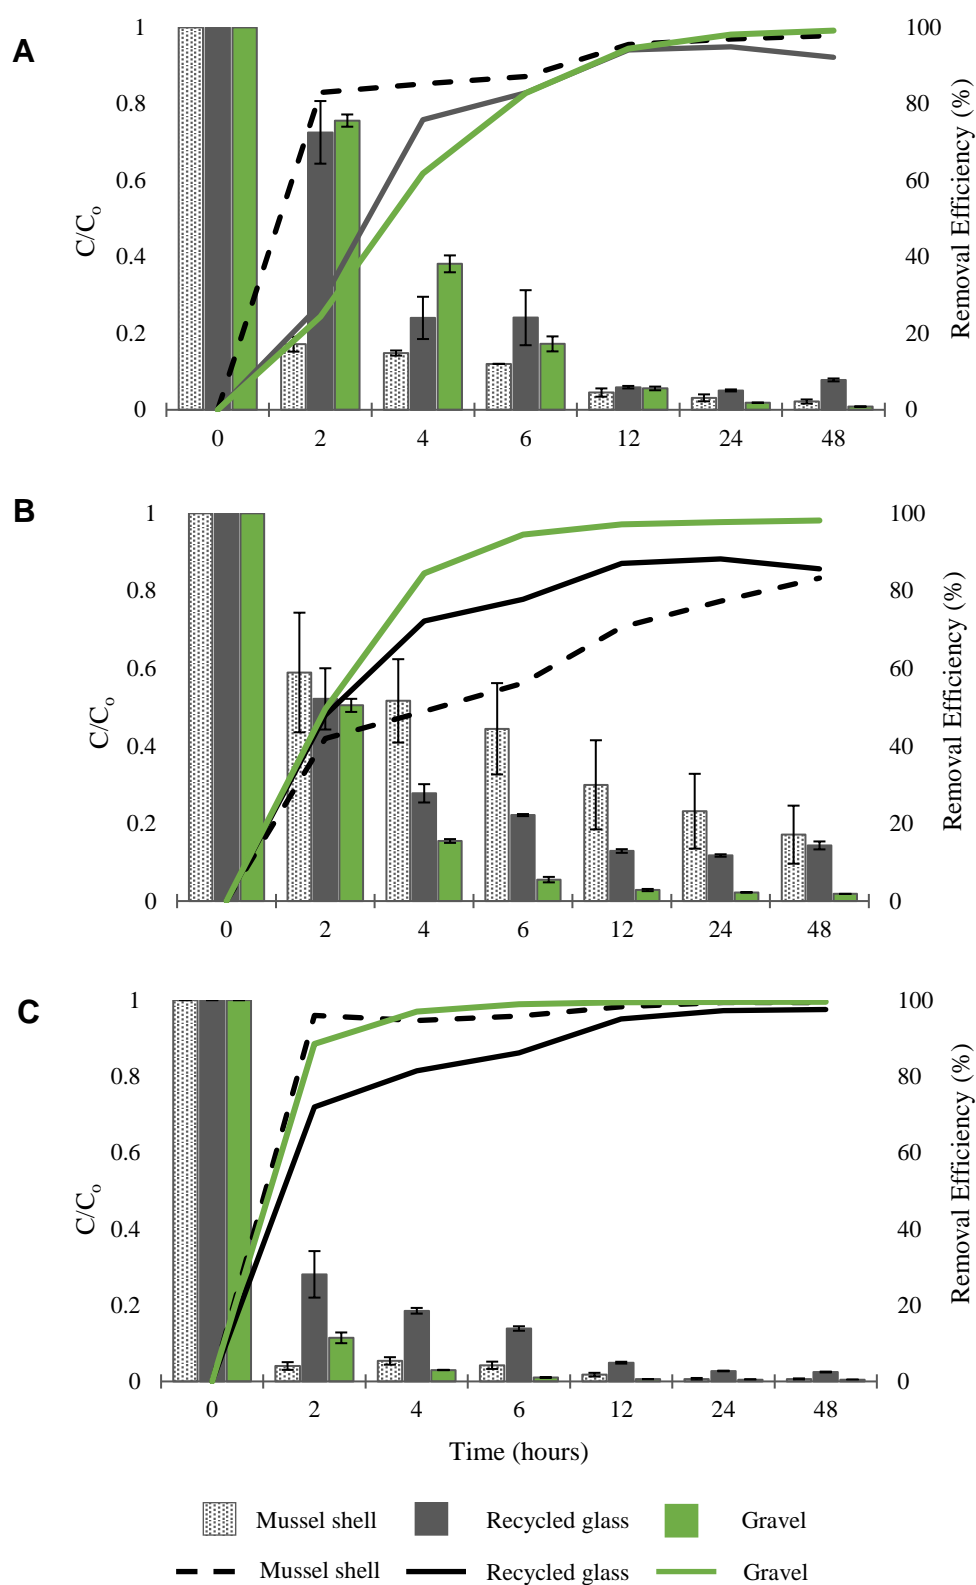 A
1
0.8
0.6
0.4
0.2
0
C/Co
100
80
60
40
20
0
Removal Efficiency (%)
0 2 4 6 12 24 48
B
1
0.8
0.6
0.4
0.2
0
C/Co
100
80
60
40
20
0
Removal Efficiency (%)
0 2 4 6 12 24 48
C
1
0.8
0.6
0.4
0.2
0
C/Co
100
80
60
40
20
0
Removal Efficiency (%)
0 2 4 6 12 24 48
Time (hours)
Mussel shell Recycled glass Gravel
Mussel shell Recycled glass Gravel